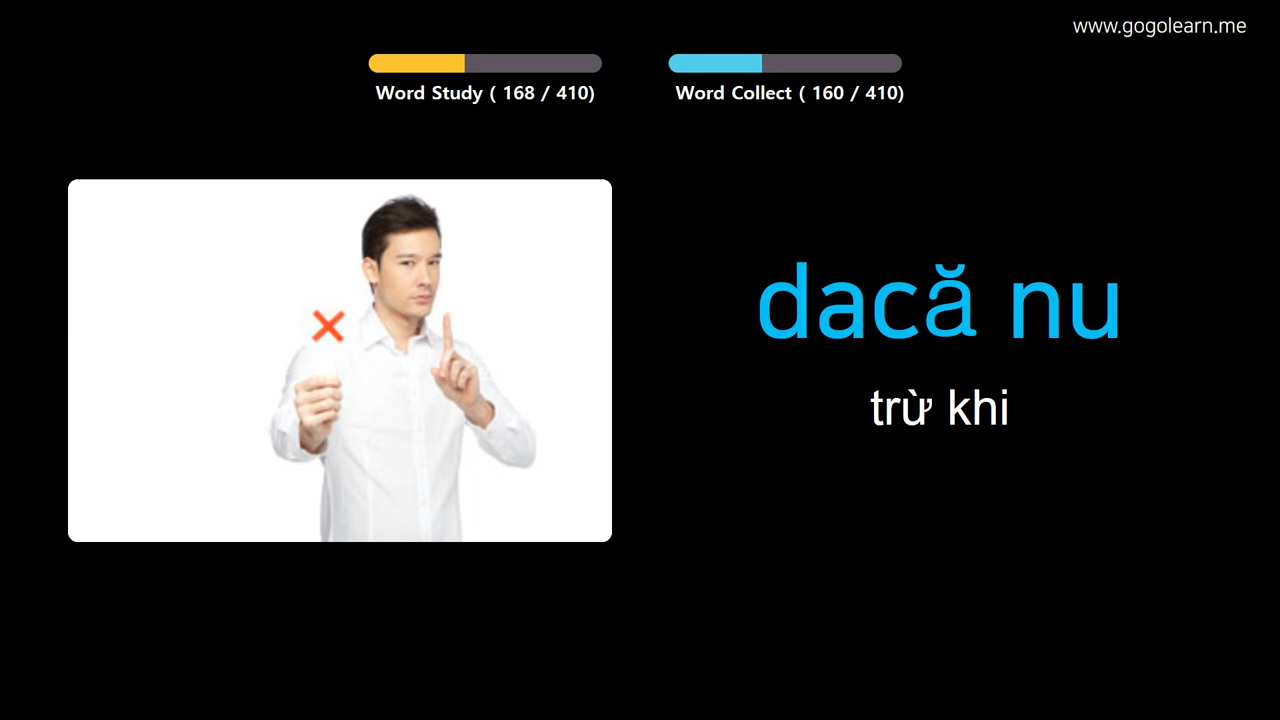 www.gogolearn.me
Word Study ( 168 / 410)
Word Collect ( 160 / 410)
dacă nu
trừ khi